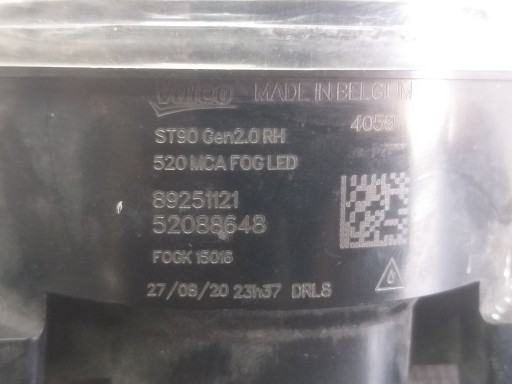 Valeo MADE IN BELGIUM
ST90 Gen2.0 RH
520 MCA FOG LED
89251121
52088648
FOGK 15016
27/08/20 23h37 DRL8